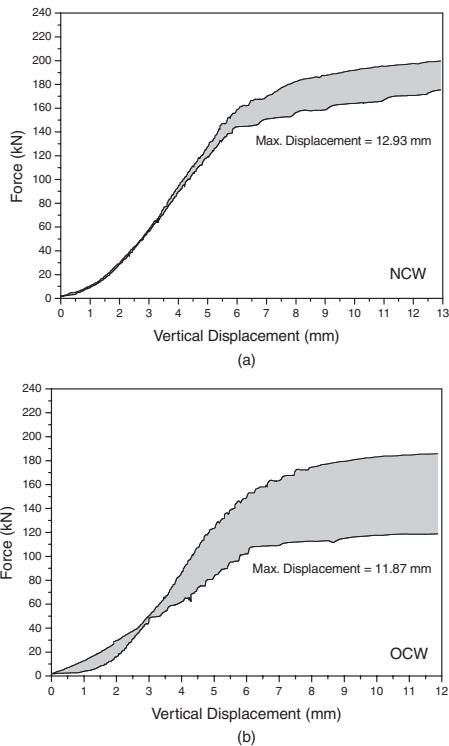 240
220
200
180
160
140
120
100
80
60
40
20
0
Force (kN)
Max. Displacement = 12.93 mm
NCW
0 1 2 3 4 5 6 7 8 9 10 11 12 13
Vertical Displacement (mm)
(a)
240
220
200
180
160
140
120
100
80
60
40
20
0
Force (kN)
Max. Displacement = 11.87 mm
OCW
0 1 2 3 4 5 6 7 8 9 10 11 12
Vertical Displacement (mm)
(b)